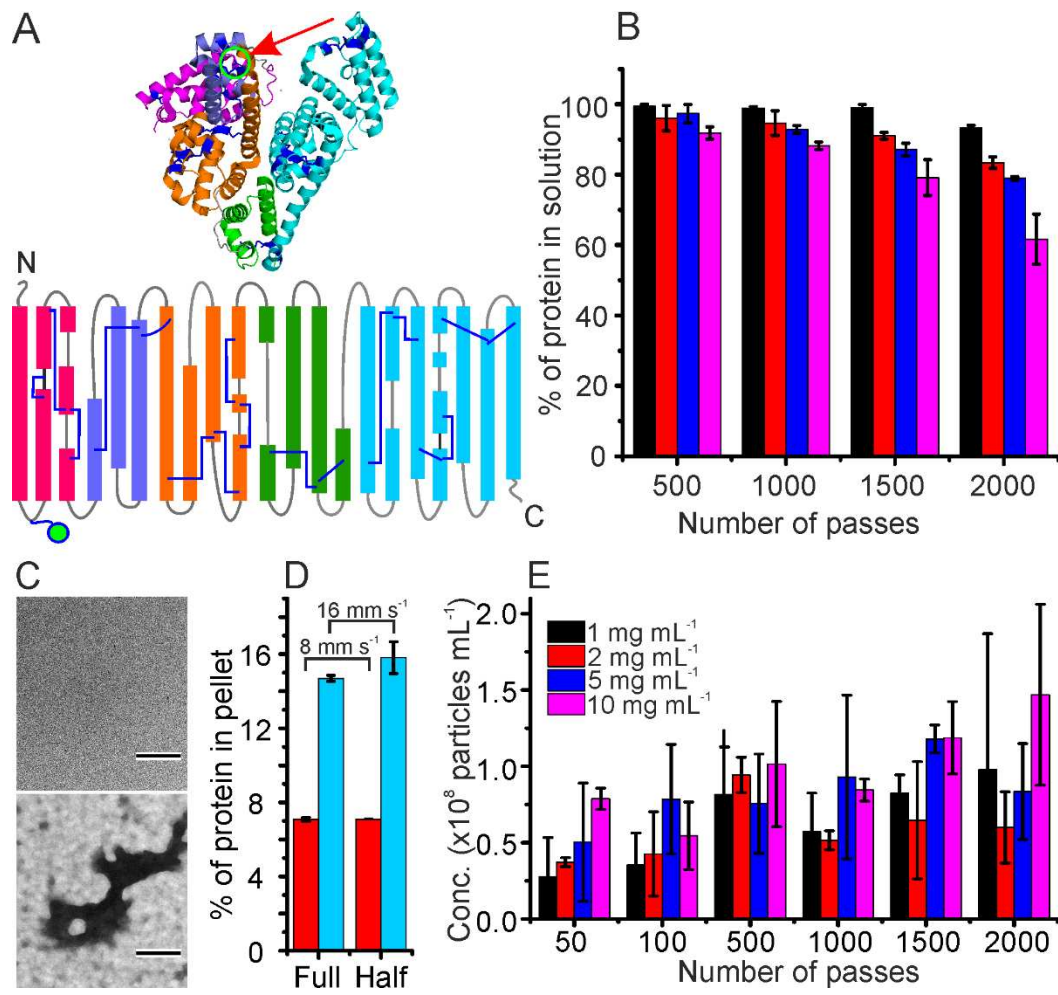 A
N
C
B
% of protein in solution
100
80
60
40
20
0
500 1000 1500 2000
Number of passes
C
D
16 mm s⁻¹
8 mm s⁻¹
% of protein in pellet
16
12
8
4
0
Full Half
E
Conc. (x10⁸ particles mL⁻¹)
2.0
1.5
1.0
0.5
0.0
1 mg mL⁻¹
2 mg mL⁻¹
5 mg mL⁻¹
10 mg mL⁻¹
50 100 500 1000 1500 2000
Number of passes